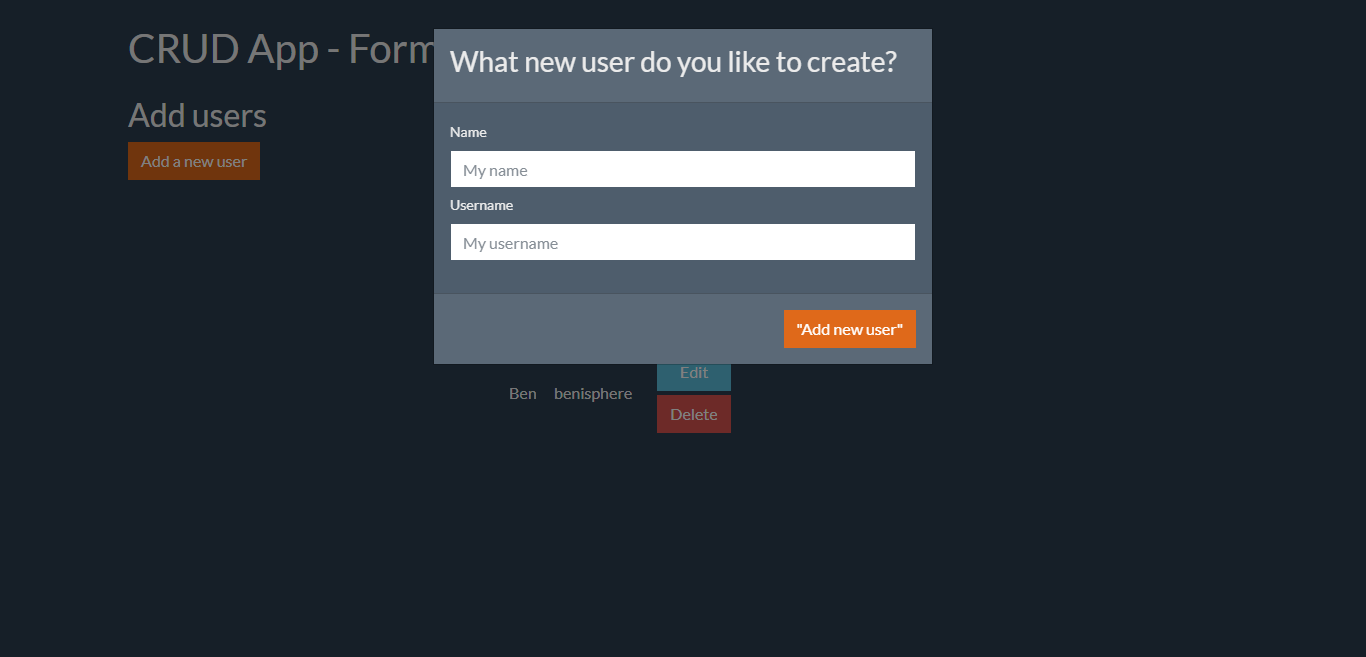 CRUD App - Form
Add users
Add a new user
What new user do you like to create?
Name
My name
Username
My username
"Add new user"
Ben benisphere
Edit
Delete